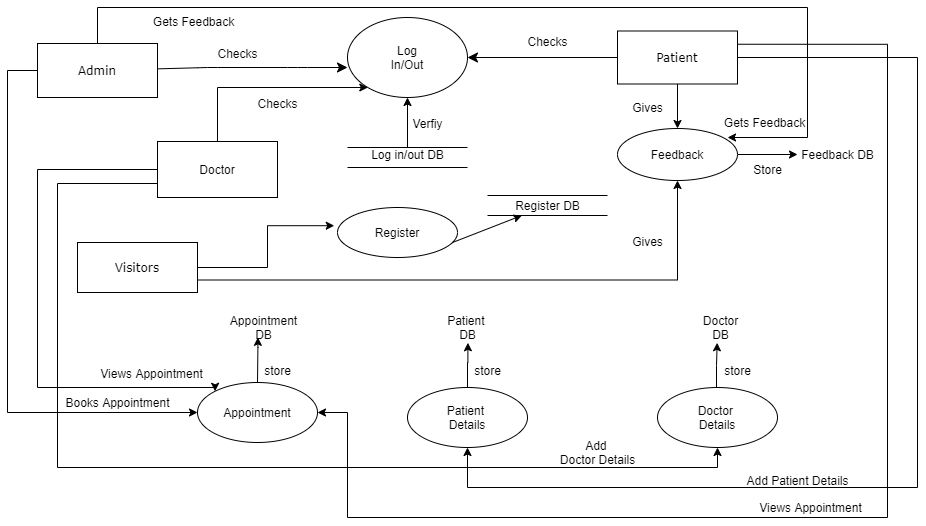 Gets Feedback
Admin
Checks
Log
In/Out
Checks
Patient
Checks
Verfiy
Gives
Gets Feedback
Log in/out DB
Feedback
Store
Feedback DB
Doctor
Register DB
Register
Gives
Visitors
Appointment
DB
Patient
DB
Doctor
DB
Views Appointment
store
store
store
Books Appointment
Appointment
Patient
Details
Doctor
Details
Add
Doctor Details
Add Patient Details
Views Appointment